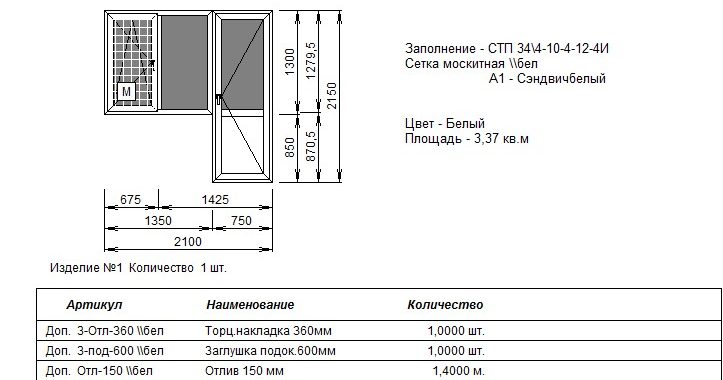 Заполнение - СТП 34\4-10-4-12-4И
Сетка москитная \\бел
А1 - Сэндвичбелый
Цвет - Белый
Площадь - 3,37 кв.м
М
1300
1279,5
2150
850
870,5
675
1425
1350
750
2100
Изделие №1 Количество 1 шт.
Артикул Наименование Количество
Доп. 3-Отл-360 \\бел Торц.накладка 360мм 1,0000 шт.
Доп. 3-под-600 \\бел Заглушка подок.600мм 1,0000 шт.
Доп. Отл-150 \\бел Отлив 150 мм 1,4000 м.